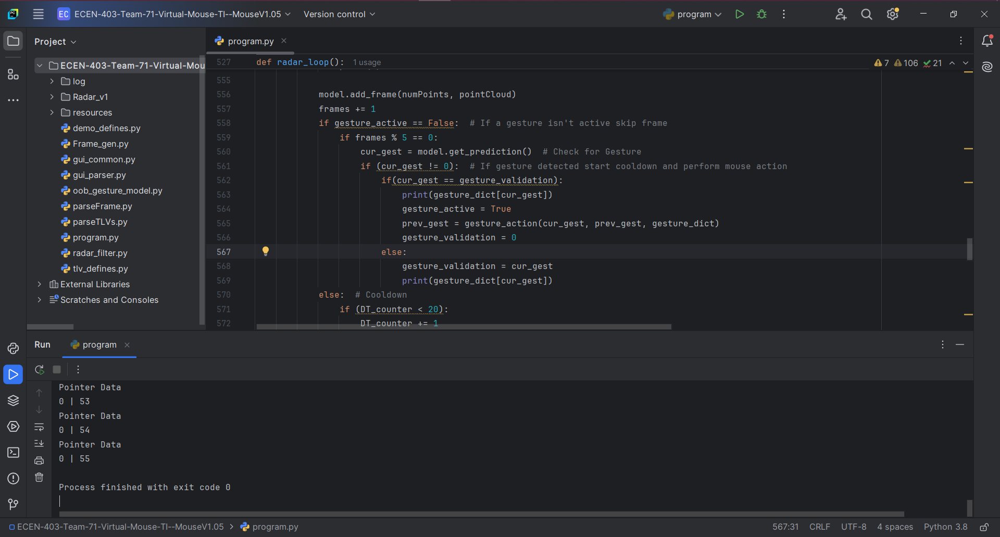 EC ECEN-403-Team-71-Virtual-Mouse-TI--MouseV1.05 Version control program
Project
ECEN-403-Team-71-Virtual-Mou
log
Radar_v1
resources
demo_defines.py
Frame_gen.py
gui_common.py
gui_parser.py
oob_gesture_model.py
parseFrame.py
parseTLVs.py
program.py
radar_filter.py
tlv_defines.py
External Libraries
Scratches and Consoles
program.py
527 def radar_loop(): 1 usage
7 106 21
555
556 model.add_frame(numPoints, pointCloud)
557 frames += 1
558 if gesture_active == False: # If a gesture isn't active skip frame
559 if frames % 5 == 0:
560 cur_gest = model.get_prediction() # Check for Gesture
561 if (cur_gest != 0): # If gesture detected start cooldown and perform mouse action
562 if(cur_gest == gesture_validation):
563 print(gesture_dict[cur_gest])
564 gesture_active = True
565 prev_gest = gesture_action(cur_gest, prev_gest, gesture_dict)
566 gesture_validation = 0
567 else:
568 gesture_validation = cur_gest
569 print(gesture_dict[cur_gest])
570 else: # Cooldown
571 if (DT_counter < 20):
572 DT_counter += 1
Run program
Pointer Data
0 | 53
Pointer Data
0 | 54
Pointer Data
0 | 55
Process finished with exit code 0
ECEN-403-Team-71-Virtual-Mouse-TI--MouseV1.05 > program.py
567:31 CRLF UTF-8 4 spaces Python 3.8